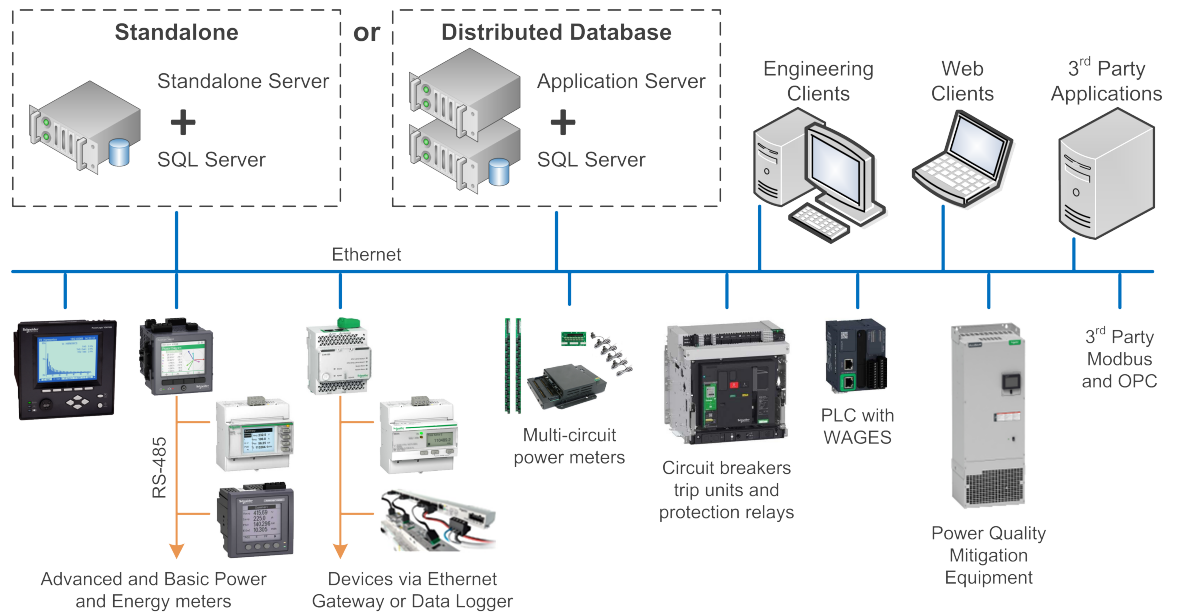 Standalone
or
Distributed Database
Standalone Server
+
SQL Server
Application Server
+
SQL Server
Engineering
Clients
Web
Clients
3rd Party
Applications
Ethernet
RS-485
Advanced and Basic Power
and Energy meters
Devices via Ethernet
Gateway or Data Logger
Multi-circuit
power meters
Circuit breakers
trip units and
protection relays
PLC with
WAGES
Power Quality
Mitigation
Equipment
3rd Party
Modbus
and OPC